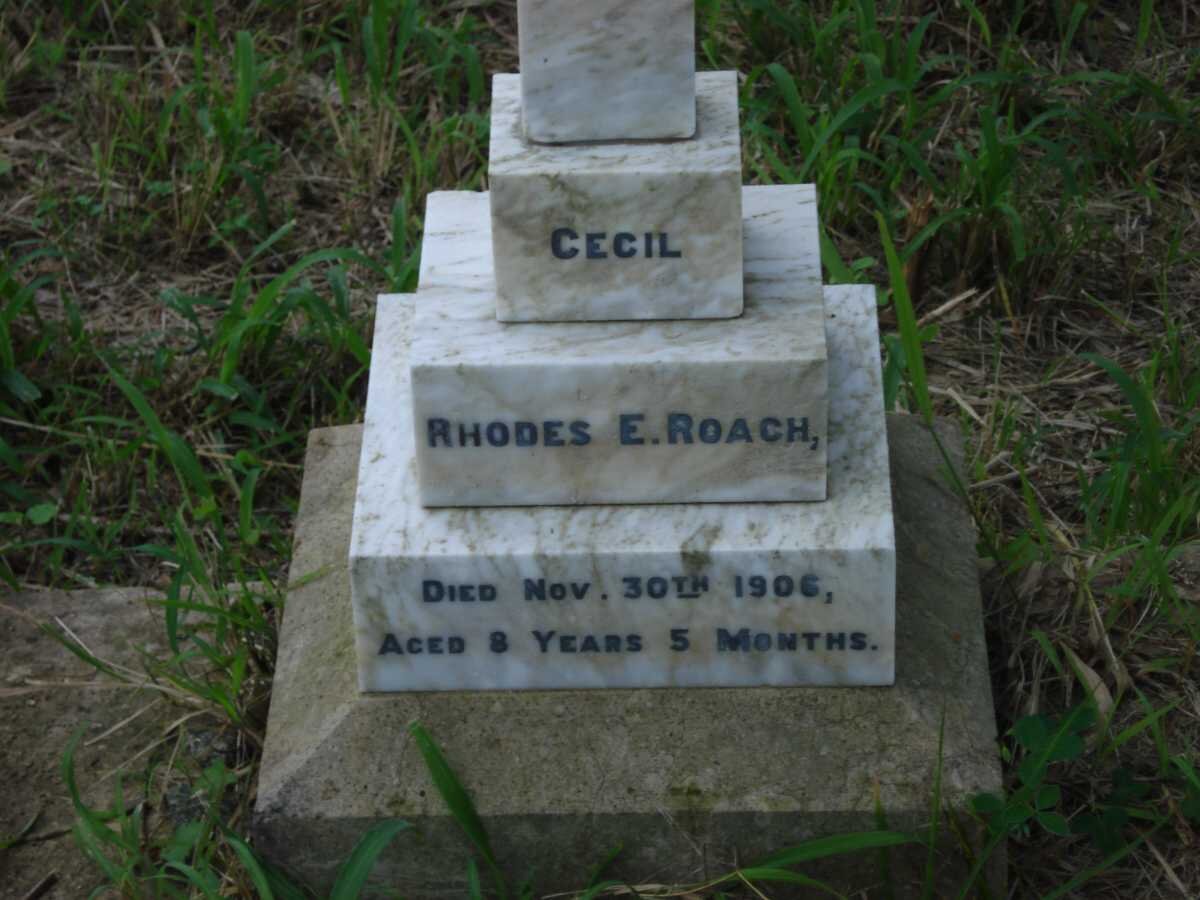 CECIL
RHODES E. ROACH,
DIED NOV. 30TH 1906,
AGED 8 YEARS 5 MONTHS.